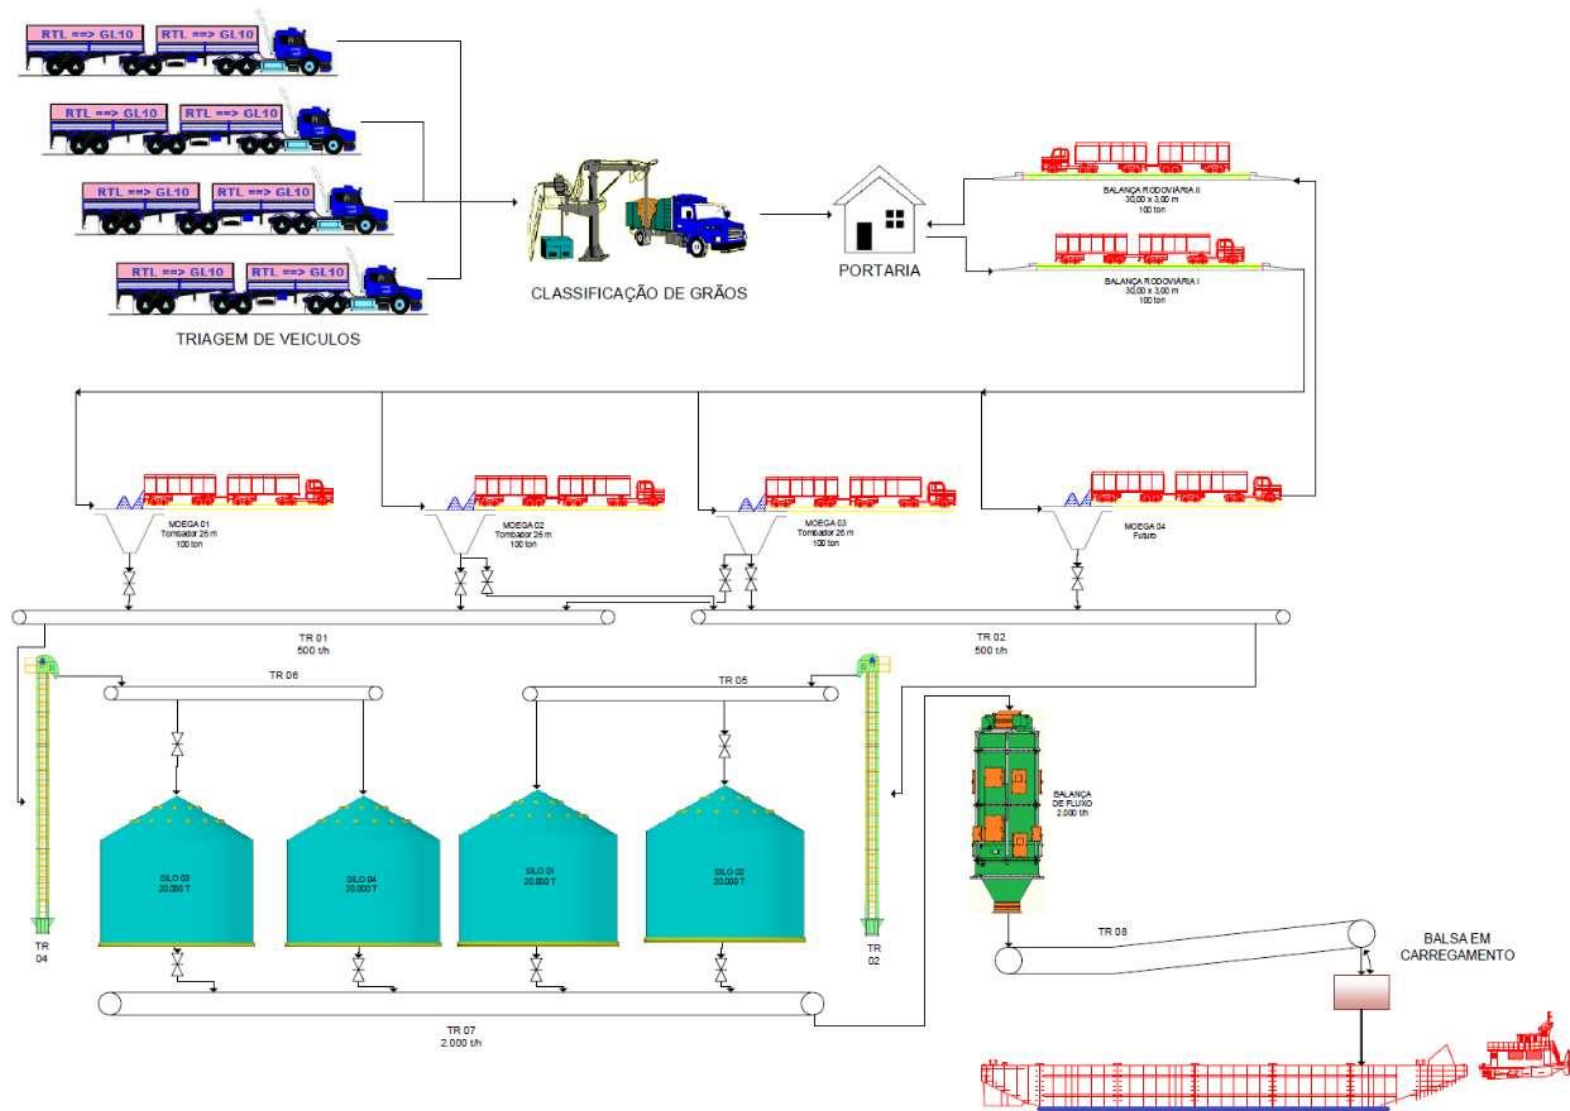 RTL ==> GL10 RTL ==> GL10
RTL ==> GL10 RTL ==> GL10
RTL ==> GL10 RTL ==> GL10
RTL ==> GL10 RTL ==> GL10
TRIAGEM DE VEICULOS
CLASSIFICAÇÃO DE GRÃOS
PORTARIA
BALANÇA RODOVIÁRIA II
30,00 x 3,00 m
100 ton
BALANÇA RODOVIÁRIA I
30,00 x 3,00 m
100 ton
MOEGA 01
Tombador 26 m
100 ton
MOEGA 02
Tombador 26 m
100 ton
MOEGA 03
Tombador 26 m
100 ton
MOEGA 04
Futuro
TR 01
500 t/h
TR 02
500 t/h
TR 06
TR 05
SILO 03
20.000 T
SILO 04
20.000 T
SILO 01
20.000 T
SILO 02
20.000 T
BALANÇA
DE FLUXO
2.000 t/h
TR
04
TR
02
TR 07
2.000 t/h
TR 08
BALSA EM
CARREGAMENTO